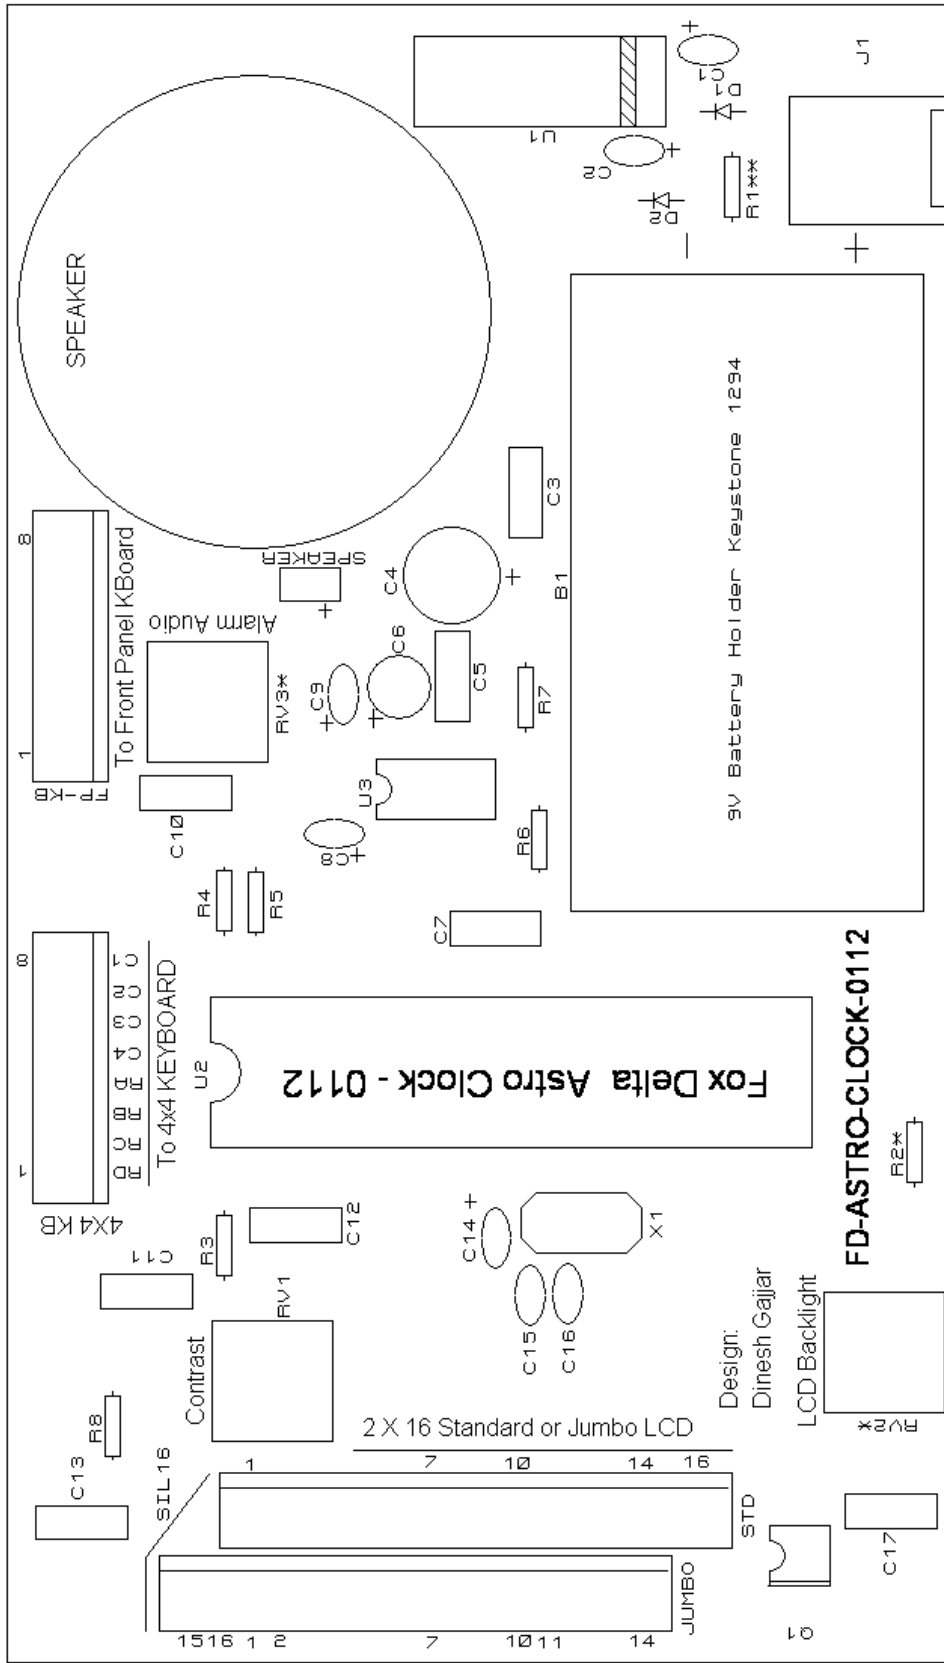 J1
+
C1
D1
U1
+
C2
R1**
D2
-
+
SPEAKER
9V Battery Holder Keystone 1294
B1
C3
8
To Front Panel KBoard
1
FP-KB
SPEAKER
+
Alarm Audio
RV3*
C4
+
C6
+
C5
C9
+
R7
U3
C8
+
R6
C10
R4
R5
C7
8
C1
C2
C3
C4
RA
RB
RC
RD
1
To 4x4 KEYBOARD
4X4 KB
U2
Fox Delta Astro Clock - 0112
FD-ASTRO-CLOCK-0112
R2*
C11
R3
C12
C14
+
X1
C15
C16
RV1
Contrast
Design:
Dinesh Gajjar
LCD Backlight
RV2*
R8
C13
SIL16
2 X 16 Standard or Jumbo LCD
1 7 10 14 16
STD
JUMBO
1516 1 2 7 10 11 14
Q1
C17